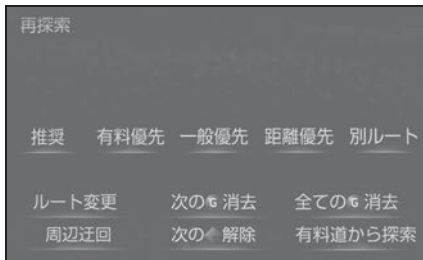 再探索
推奨 有料優先 一般優先 距離優先 別ルート
ルート変更 次のG消去 全てのG消去
周辺迂回 次の 解除 有料道から探索